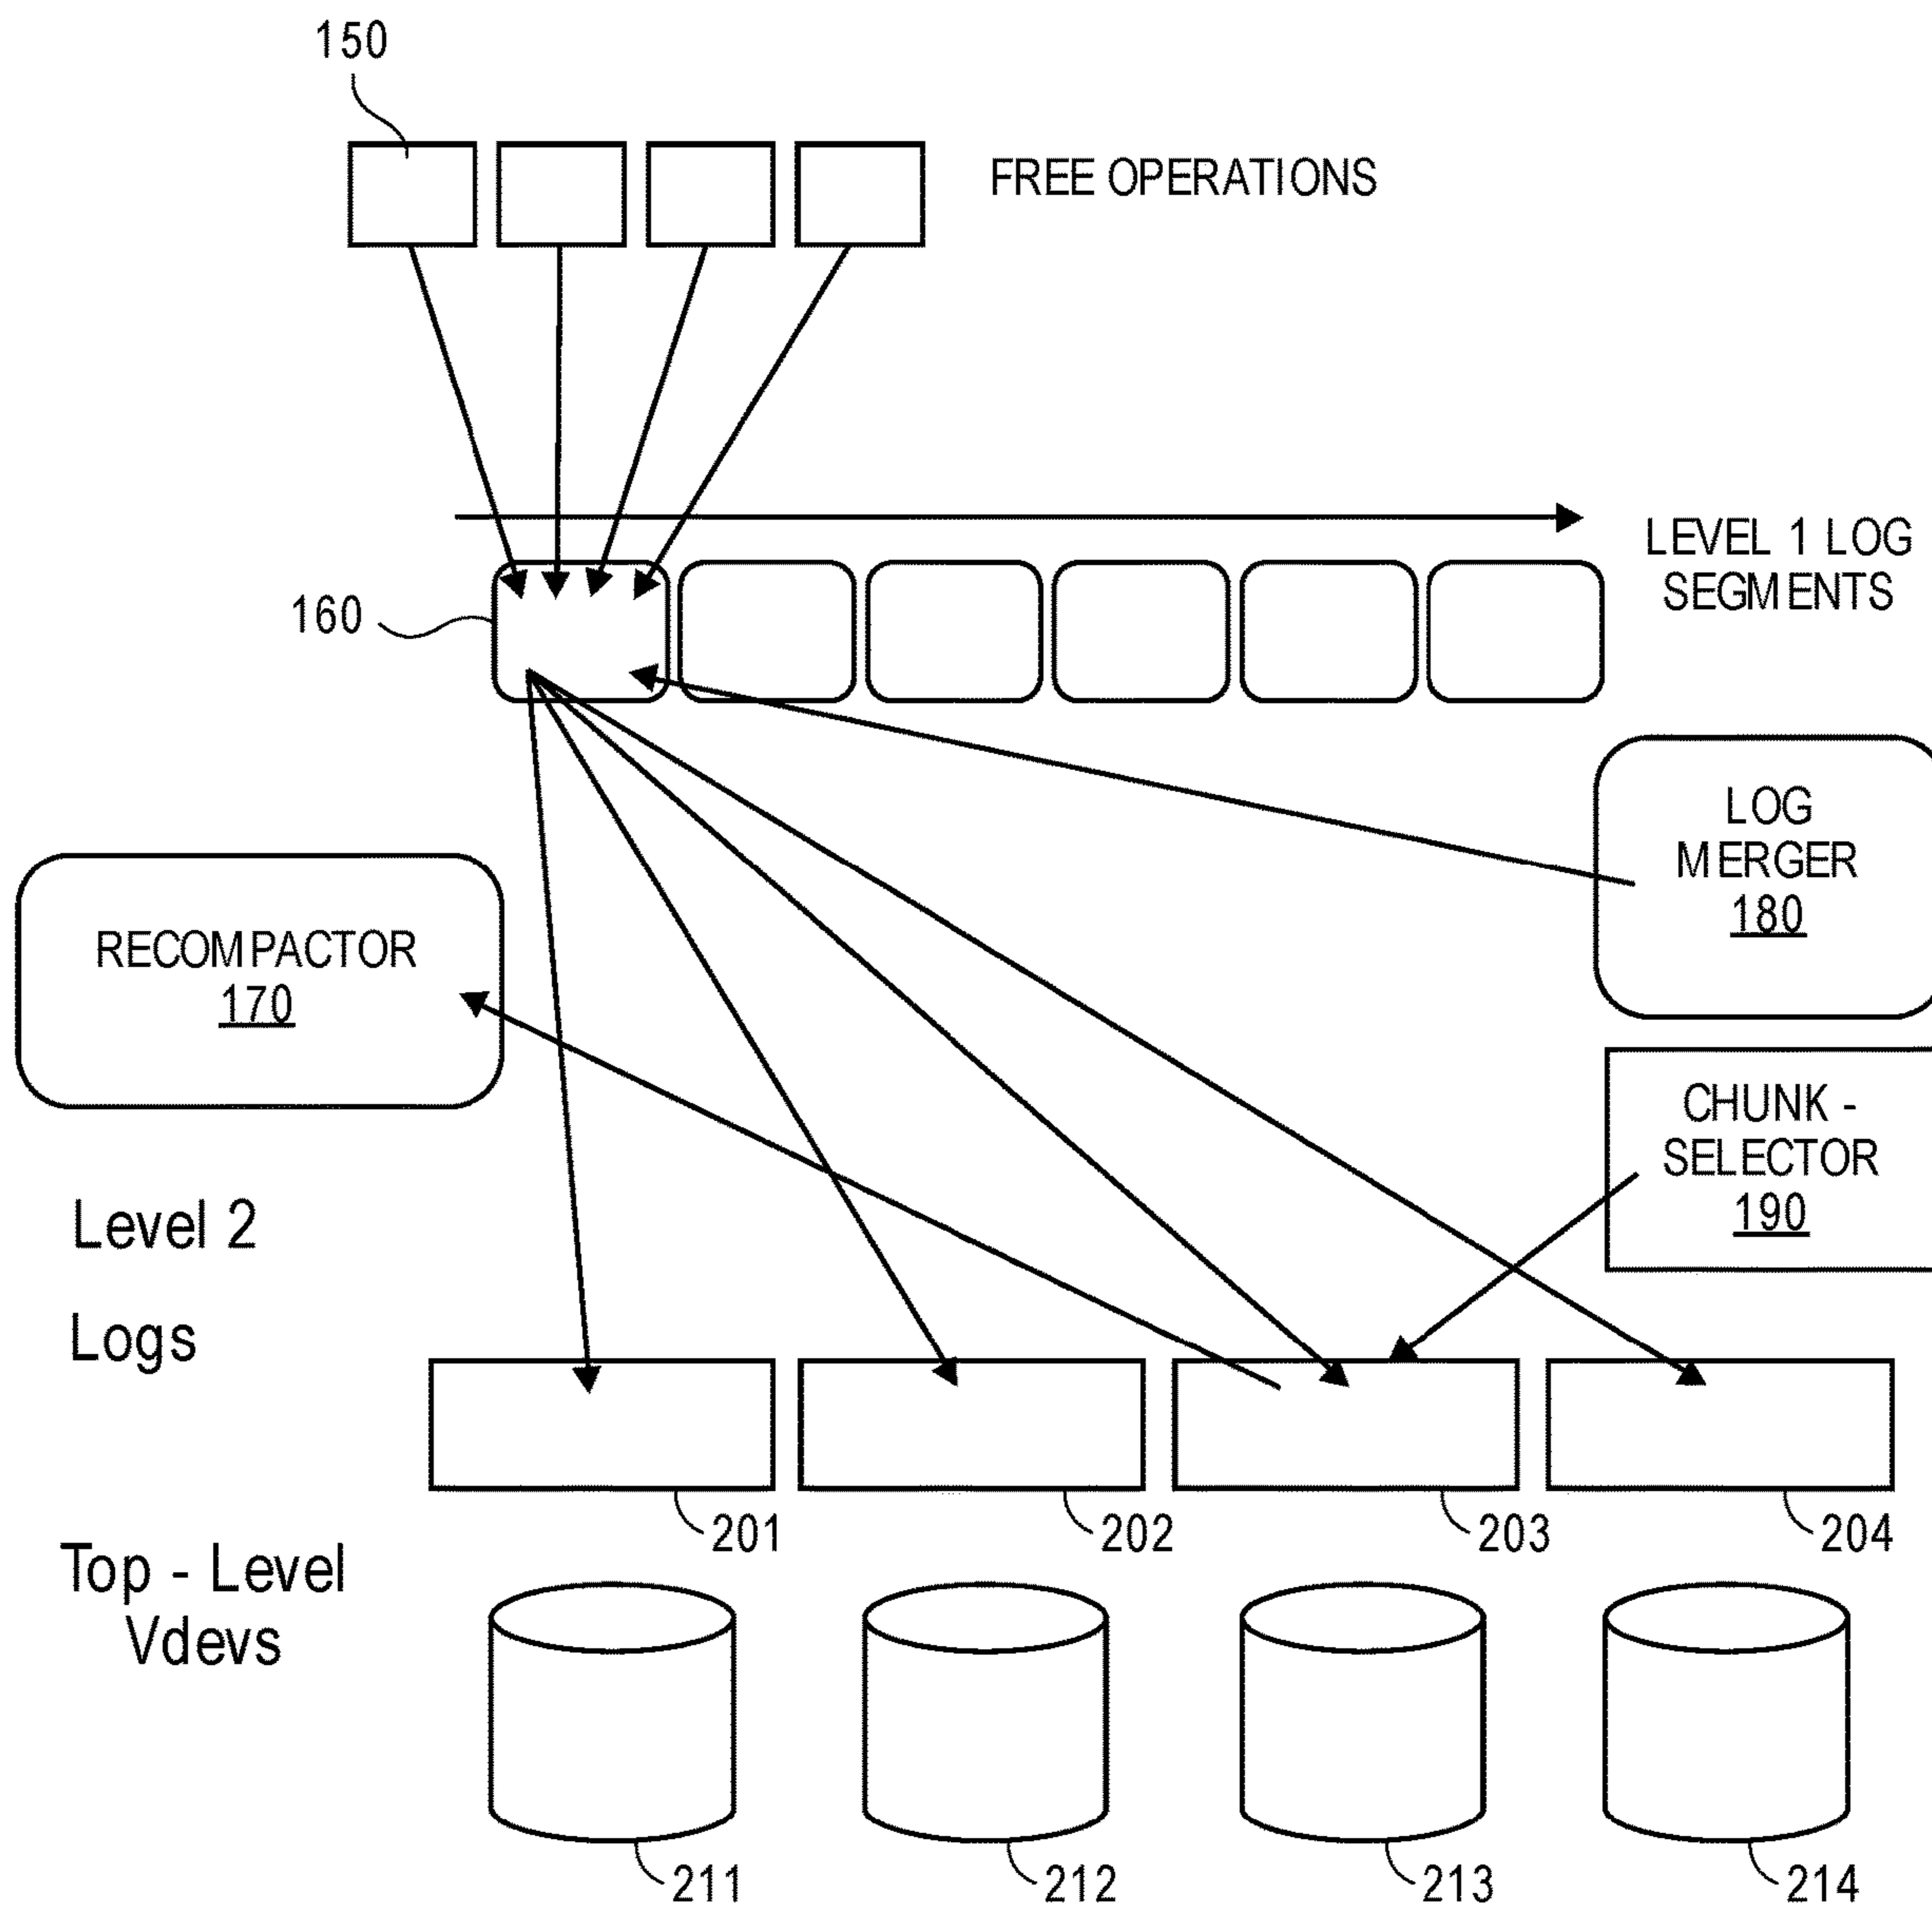 150
FREE OPERATIONS
LEVEL 1 LOG
SEGMENTS
160
LOG
MERGER
180
RECOMPACTOR
170
CHUNK -
SELECTOR
190
Level 2
Logs
201
202
203
204
Top - Level
Vdevs
211
212
213
214